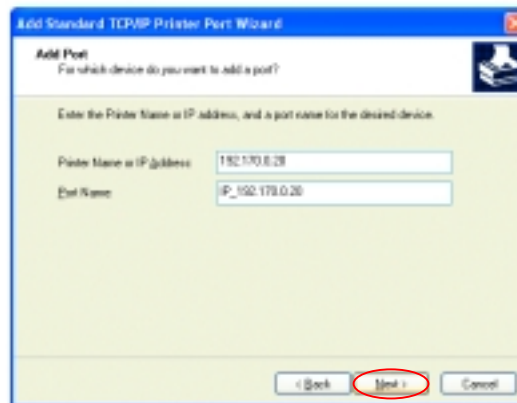 Add Standard TCP/IP Printer Port Wizard
Add Port
For which device do you want to add a port?
Enter the Printer Name or IP address, and a port name for the desired device.
Printer Name or IP Address: 192.170.0.20
Port Name: IP_192.170.0.20
< Back Next > Cancel